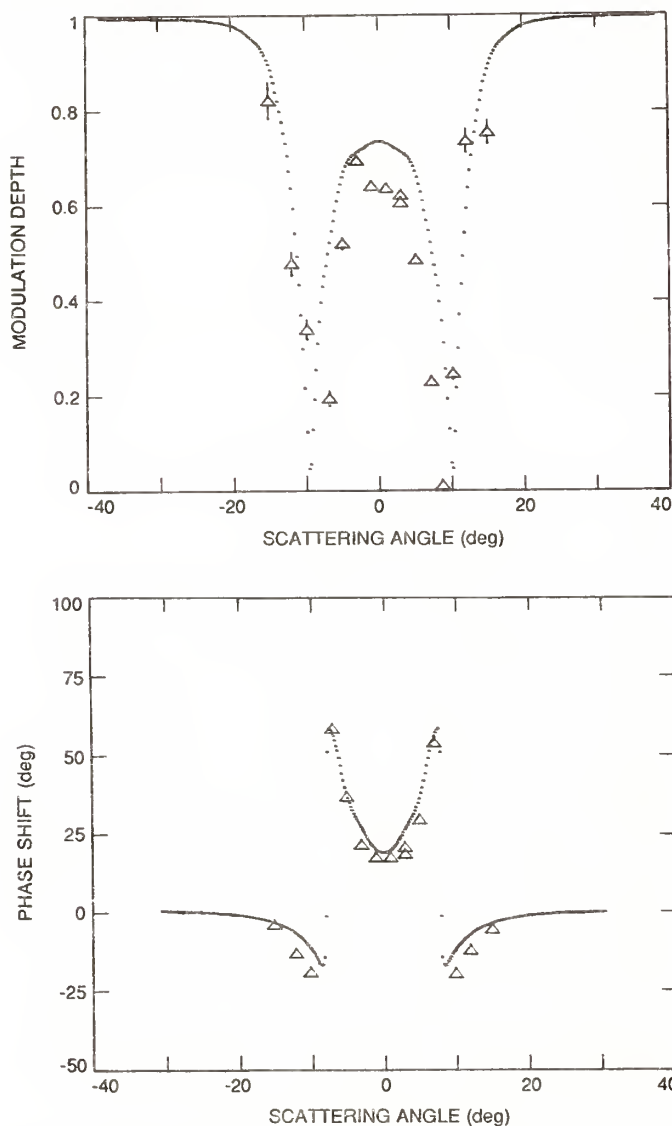 1
0.8
0.6
0.4
0.2
0
MODULATION DEPTH
-40 -20 0 20 40
SCATTERING ANGLE (deg)
100
75
50
25
0
-25
-50
PHASE SHIFT (deg)
-40 -20 0 20 40
SCATTERING ANGLE (deg)